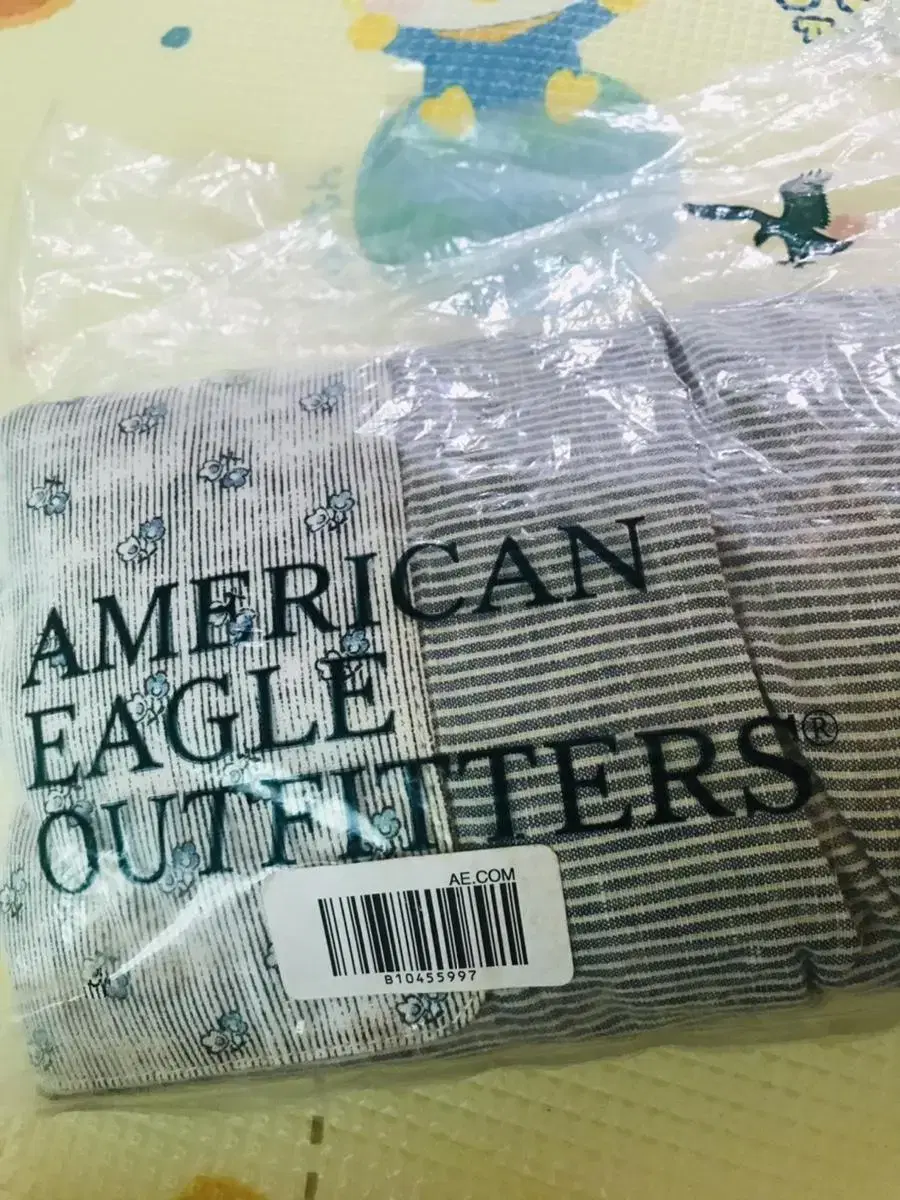 AMERICAN
EAGLE
OUTFITTERS®
AE.COM
B10455997